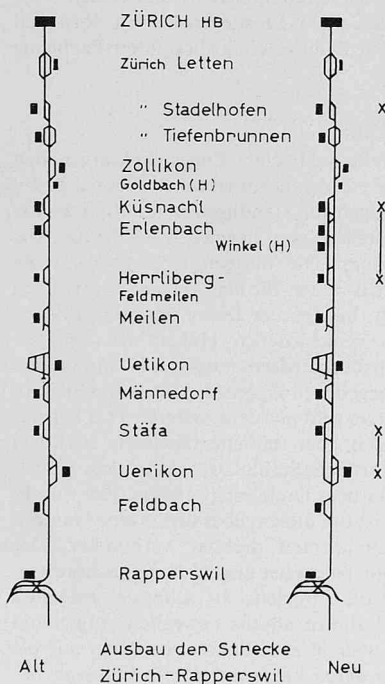 ZÜRICH HB
Zürich Letten
" Stadelhofen
" Tiefenbrunnen
Zollikon
Goldbach (H)
Küsnacht
Erlenbach
Winkel (H)
Herrliberg-
Feldmeilen
Meilen
Uetikon
Männedorf
Stäfa
Uerikon
Feldbach
Rapperswil
Alt
Ausbau der Strecke
Zürich-Rapperswil
Neu